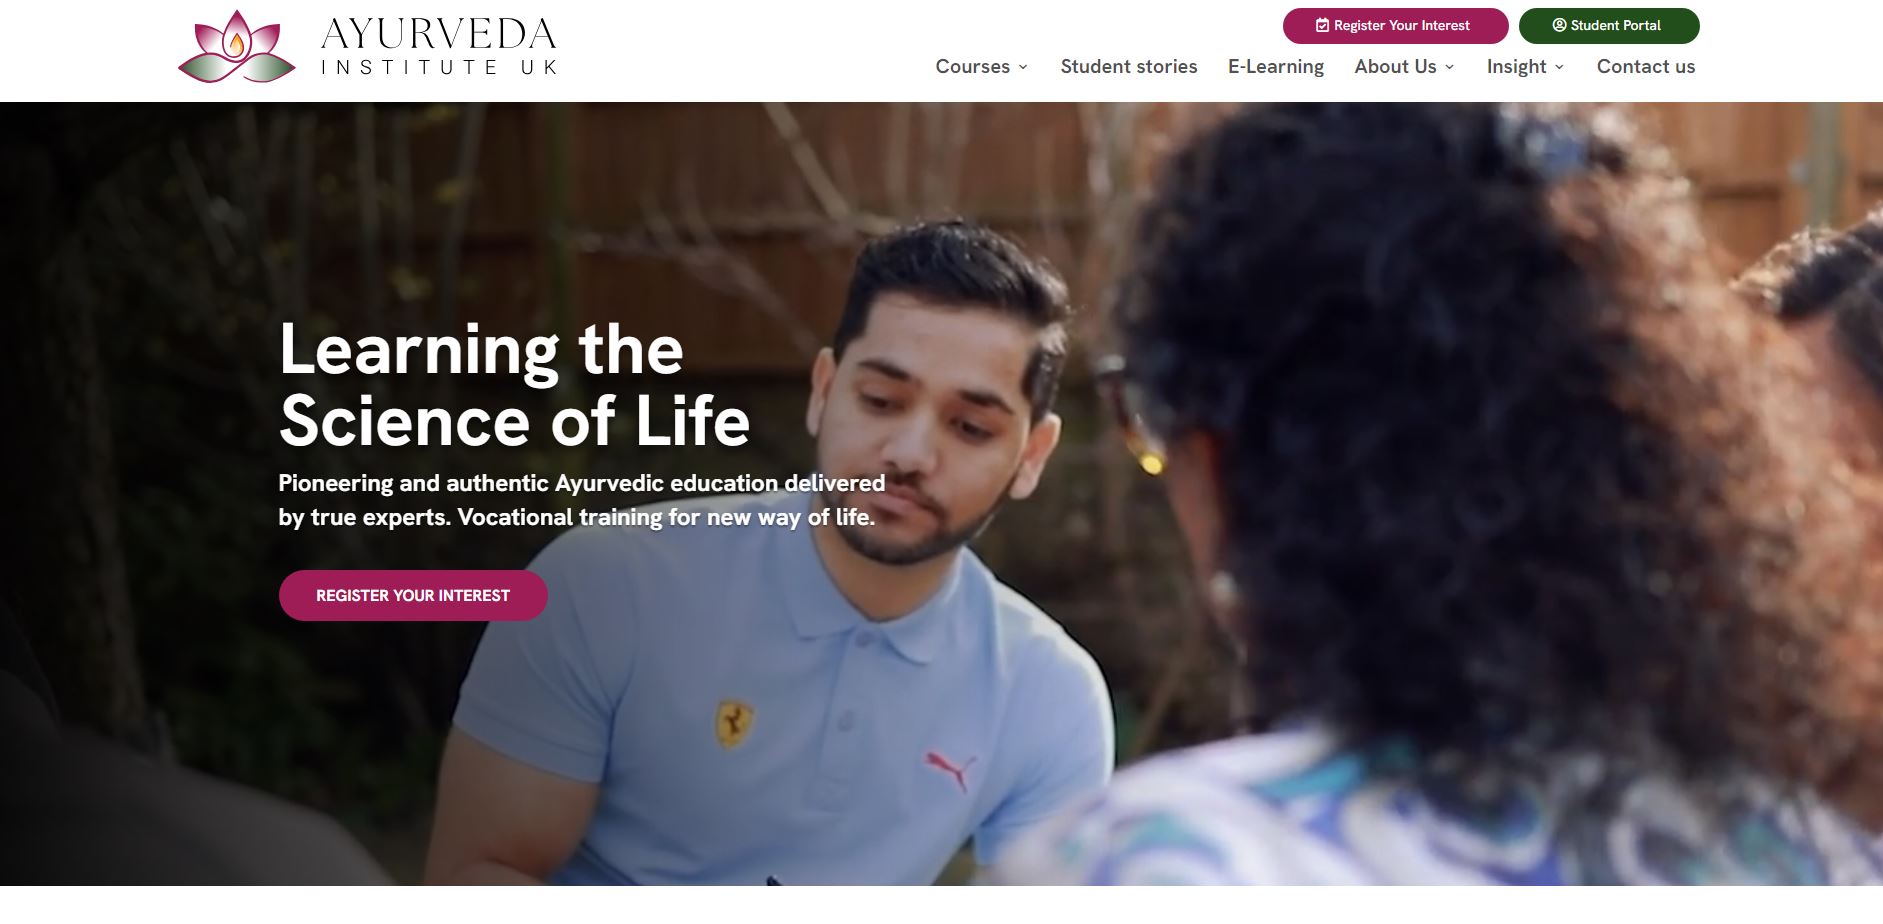 AYURVEDA
INSTITUTE UK
Register Your Interest
Student Portal
Courses
Student stories
E-Learning
About Us
Insight
Contact us
Learning the
Science of Life
Pioneering and authentic Ayurvedic education delivered
by true experts. Vocational training for new way of life.
REGISTER YOUR INTEREST